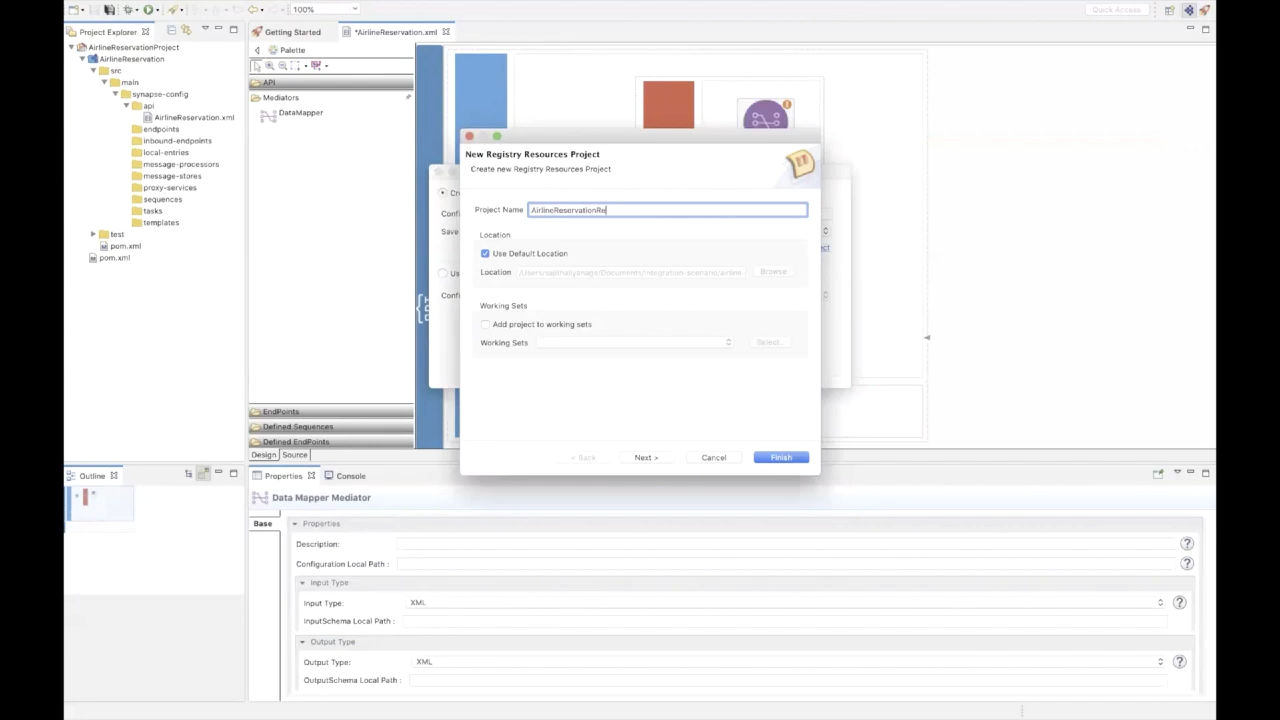 100%
Quick Access
Project Explorer
AirlineReservationProject
AirlineReservation
src
main
synapse-config
api
AirlineReservation.xml
endpoints
inbound-endpoints
local-entries
message-processors
message-stores
proxy-services
sequences
tasks
templates
test
pom.xml
pom.xml
Getting Started
*AirlineReservation.xml
Palette
API
Mediators
DataMapper
EndPoints
Defined Sequences
Defined EndPoints
Design
Source
New Registry Resources Project
Create new Registry Resources Project
Project Name
AirlineReservationRe
Location
Use Default Location
Location
Browse
Working Sets
Add project to working sets
Working Sets
Select...
< Back
Next >
Cancel
Finish
Outline
Properties
Console
Data Mapper Mediator
Base
Properties
Description:
Configuration Local Path :
Input Type
Input Type:
XML
InputSchema Local Path :
Output Type
Output Type:
XML
OutputSchema Local Path :